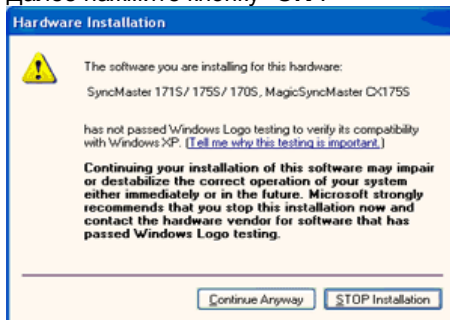 Hardware Installation
The software you are installing for this hardware:
SyncMaster 171S/ 175S/ 170S, MagicSyncMaster CX175S
has not passed Windows Logo testing to verify its compatibility
with Windows XP. (Tell me why this testing is important.)
Continuing your installation of this software may impair
or destabilize the correct operation of your system
either immediately or in the future. Microsoft strongly
recommends that you stop this installation now and
contact the hardware vendor for software that has
passed Windows Logo testing.
Continue Anyway
STOP Installation